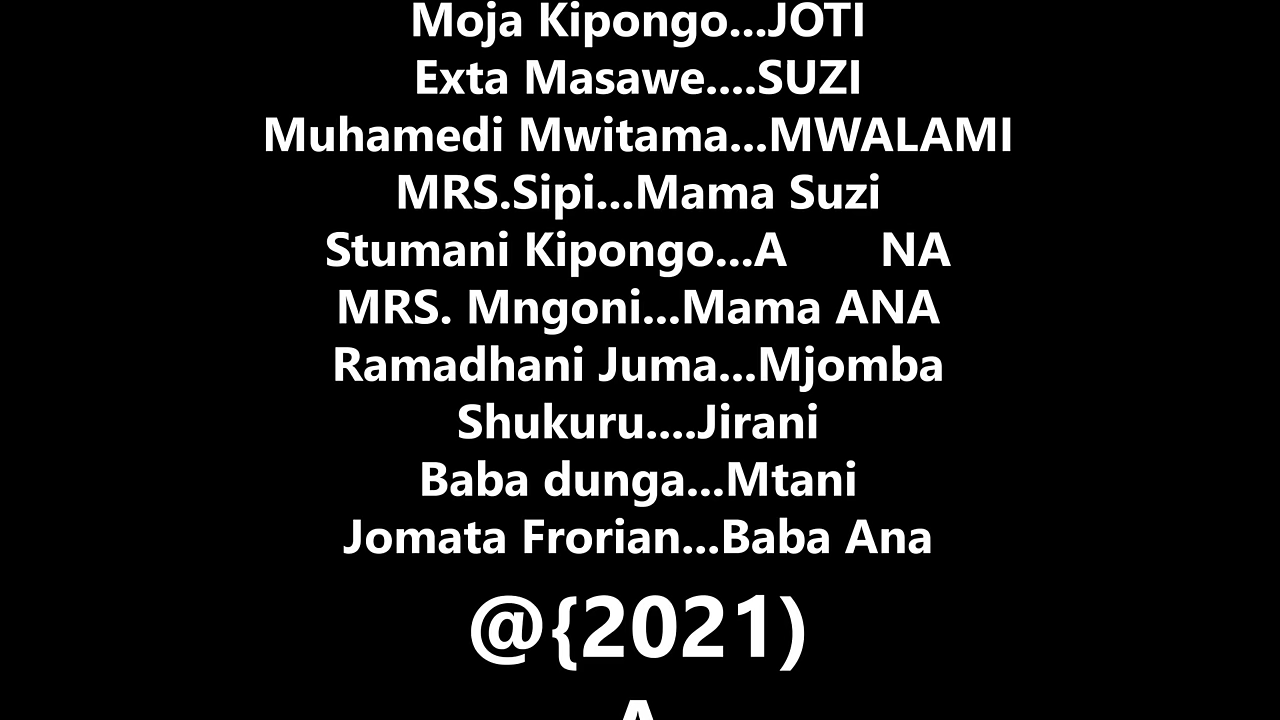 Moja Kipongo...JOTI
Exta Masawe....SUZI
Muhamedi Mwitama...MWALAMI
MRS.Sipi...Mama Suzi
Stumani Kipongo...A NA
MRS. Mngoni...Mama ANA
Ramadhani Juma...Mjomba
Shukuru....Jirani
Baba dunga...Mtani
Jomata Frorian...Baba Ana
@{2021)
A